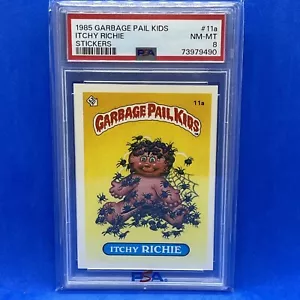 1985 GARBAGE PAIL KIDS #11a
ITCHY RICHIE NM-MT
STICKERS PSA 8
73979490
11a
GARBAGE PAIL KIDS
ITCHY RICHIE
PSA